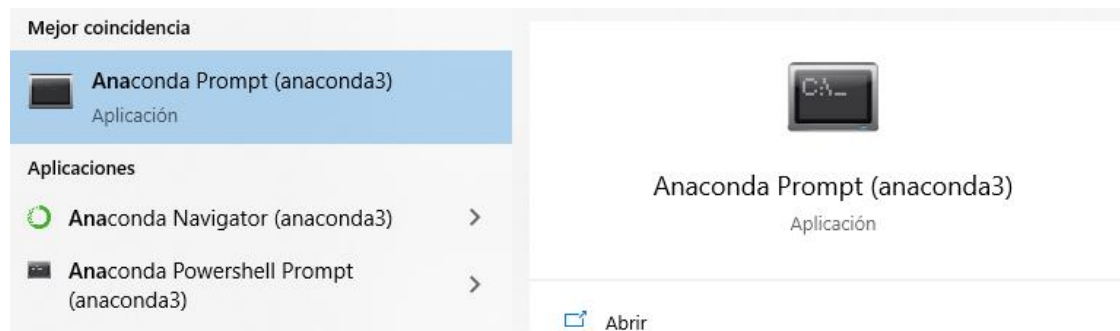 Mejor coincidencia
Anaconda Prompt (anaconda3)
Aplicación
Aplicaciones
Anaconda Navigator (anaconda3)
Anaconda Powershell Prompt
(anaconda3)
C:\_
Anaconda Prompt (anaconda3)
Aplicación
Abrir